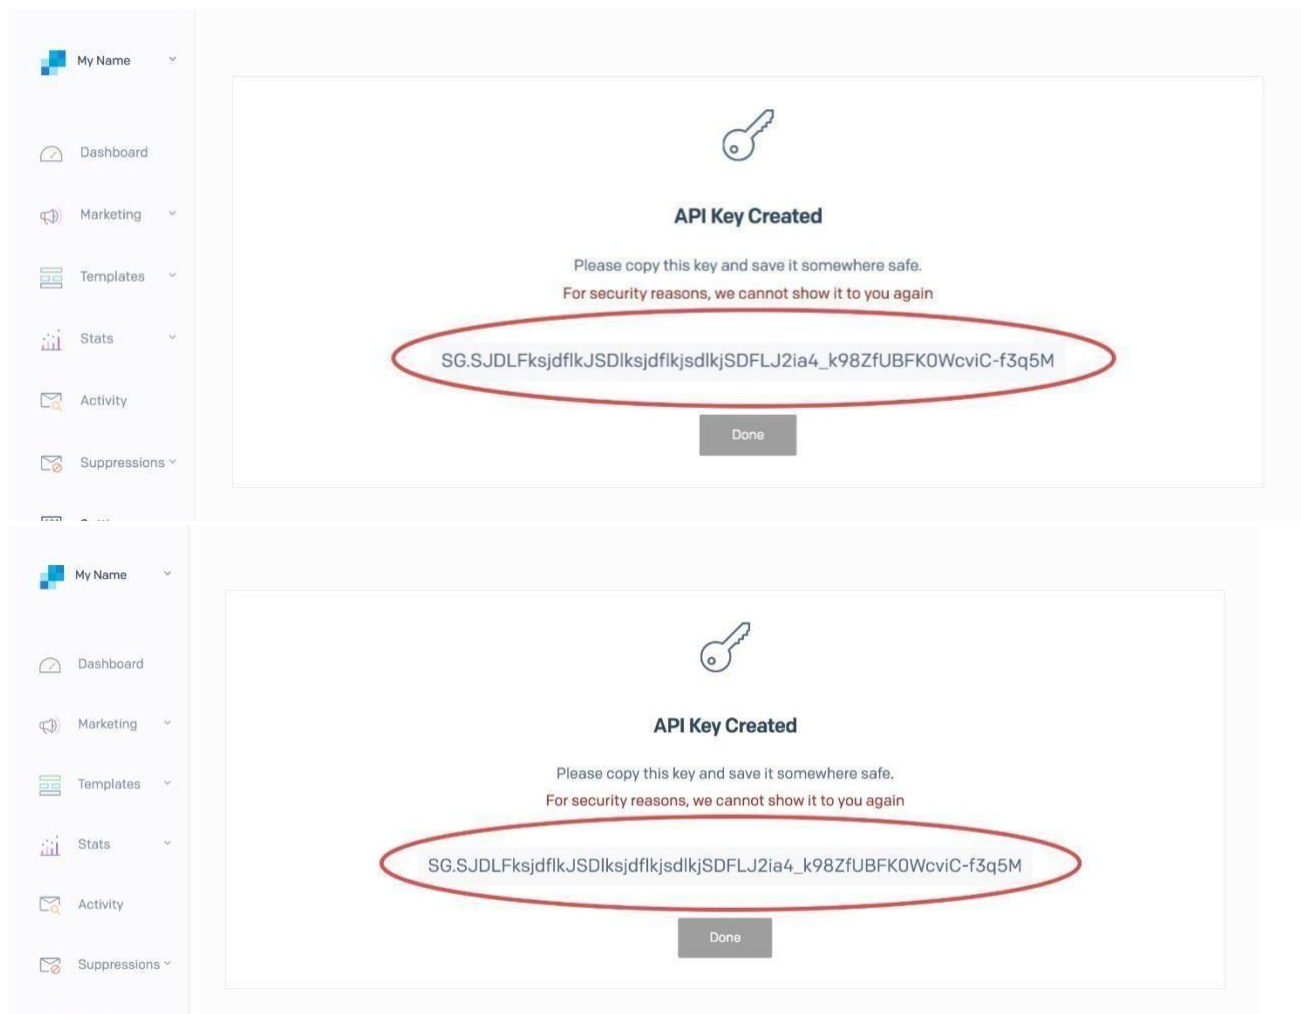 My Name
Dashboard
Marketing
Templates
Stats
Activity
Suppressions
API Key Created
Please copy this key and save it somewhere safe.
For security reasons, we cannot show it to you again
SG.SJDLFksjdflkJSDlksjdflkjsdlkjSDFLJ2ia4_k98ZfUBFK0WcviC-f3q5M
Done
My Name
Dashboard
Marketing
Templates
Stats
Activity
Suppressions
API Key Created
Please copy this key and save it somewhere safe.
For security reasons, we cannot show it to you again
SG.SJDLFksjdflkJSDlksjdflkjsdlkjSDFLJ2ia4_k98ZfUBFK0WcviC-f3q5M
Done